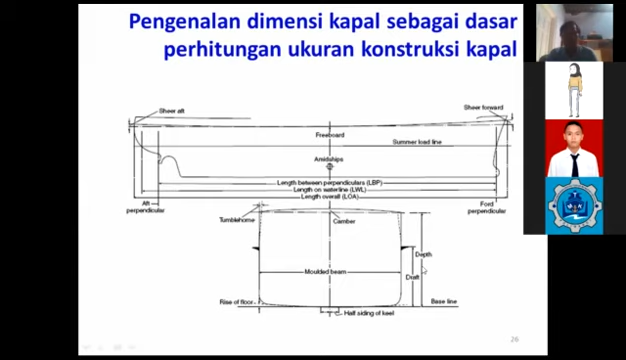 Pengenalan dimensi kapal sebagai dasar
perhitungan ukuran konstruksi kapal
Sheer aft
Sheer forward
Freeboard
Summer load line
Amidships
Length between perpendiculars (LBP)
Length on waterline (LWL)
Length overall (LOA)
Aft
perpendicular
Ford
perpendicular
Tumblehome
Camber
Depth
Moulded beam
Draft
Rise of floor
Base line
Half siding of keel
26